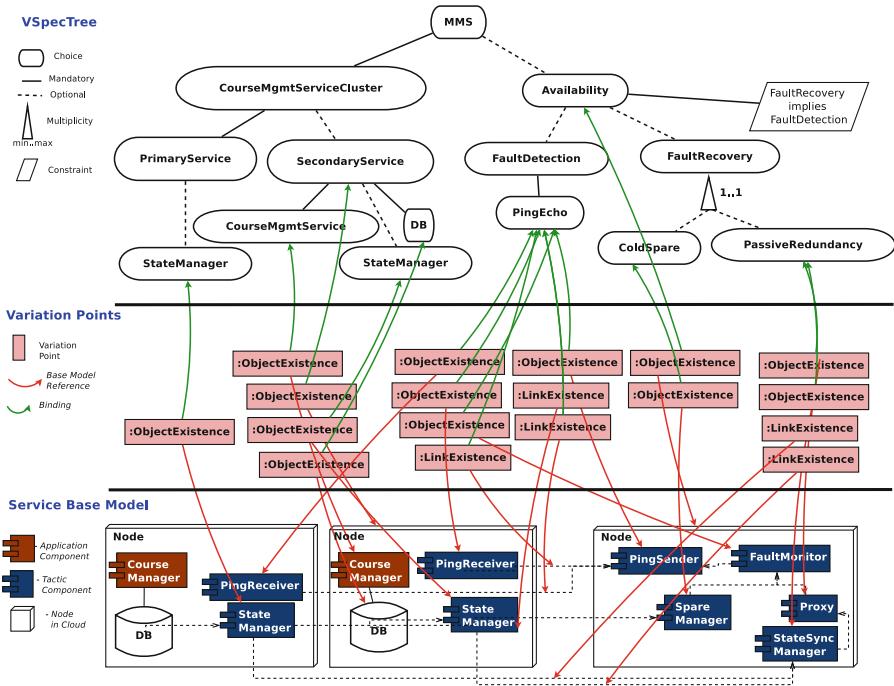 VSpecTree
Choice
Mandatory
Optional
Multiplicity
min..max
Constraint
MMS
CourseMgmtServiceCluster
Availability
FaultRecovery
implies
FaultDetection
PrimaryService
SecondaryService
FaultDetection
FaultRecovery
1..1
CourseMgmtService
DB
PingEcho
StateManager
StateManager
ColdSpare
PassiveRedundancy
Variation Points
Variation
Point
Base Model
Reference
Binding
:ObjectExistence
:ObjectExistence
:ObjectExistence
:ObjectExistence
:ObjectExistence
:ObjectExistence
:ObjectExistence
:ObjectExistence
:LinkExistence
:ObjectExistence
:LinkExistence
:LinkExistence
:ObjectExistence
:ObjectExistence
:ObjectExistence
:ObjectExistence
:LinkExistence
:LinkExistence
Service Base Model
- Application
Component
- Tactic
Component
- Node
in Cloud
Node
Course
Manager
PingReceiver
State
Manager
DB
Node
Course
Manager
PingReceiver
State
Manager
DB
Node
PingSender
FaultMonitor
Spare
Manager
Proxy
StateSync
Manager